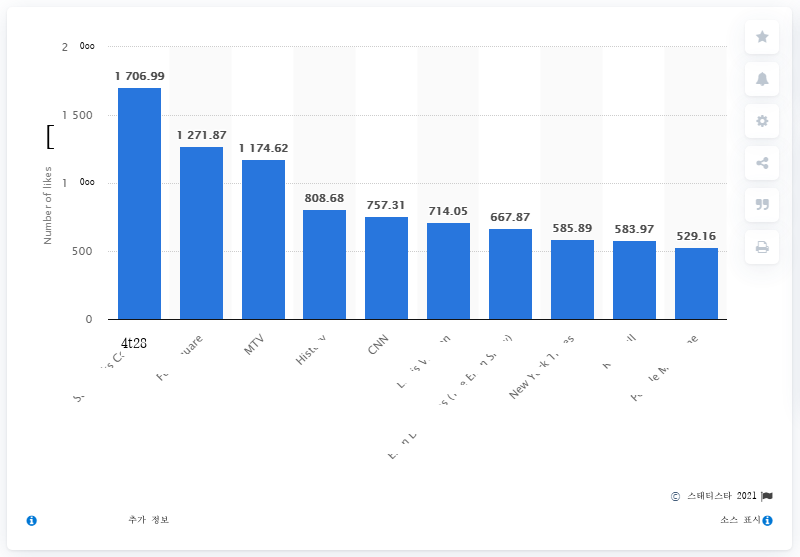 2 000
1 706.99
1 500
1 271.87
1 174.62
[
1 000
Number of likes
808.68
757.31
714.05
667.87
585.89
583.97
529.16
500
0
4t28
MTV
History
CNN
New York
© 스태티스타 2021
추가 정보
소스 표시